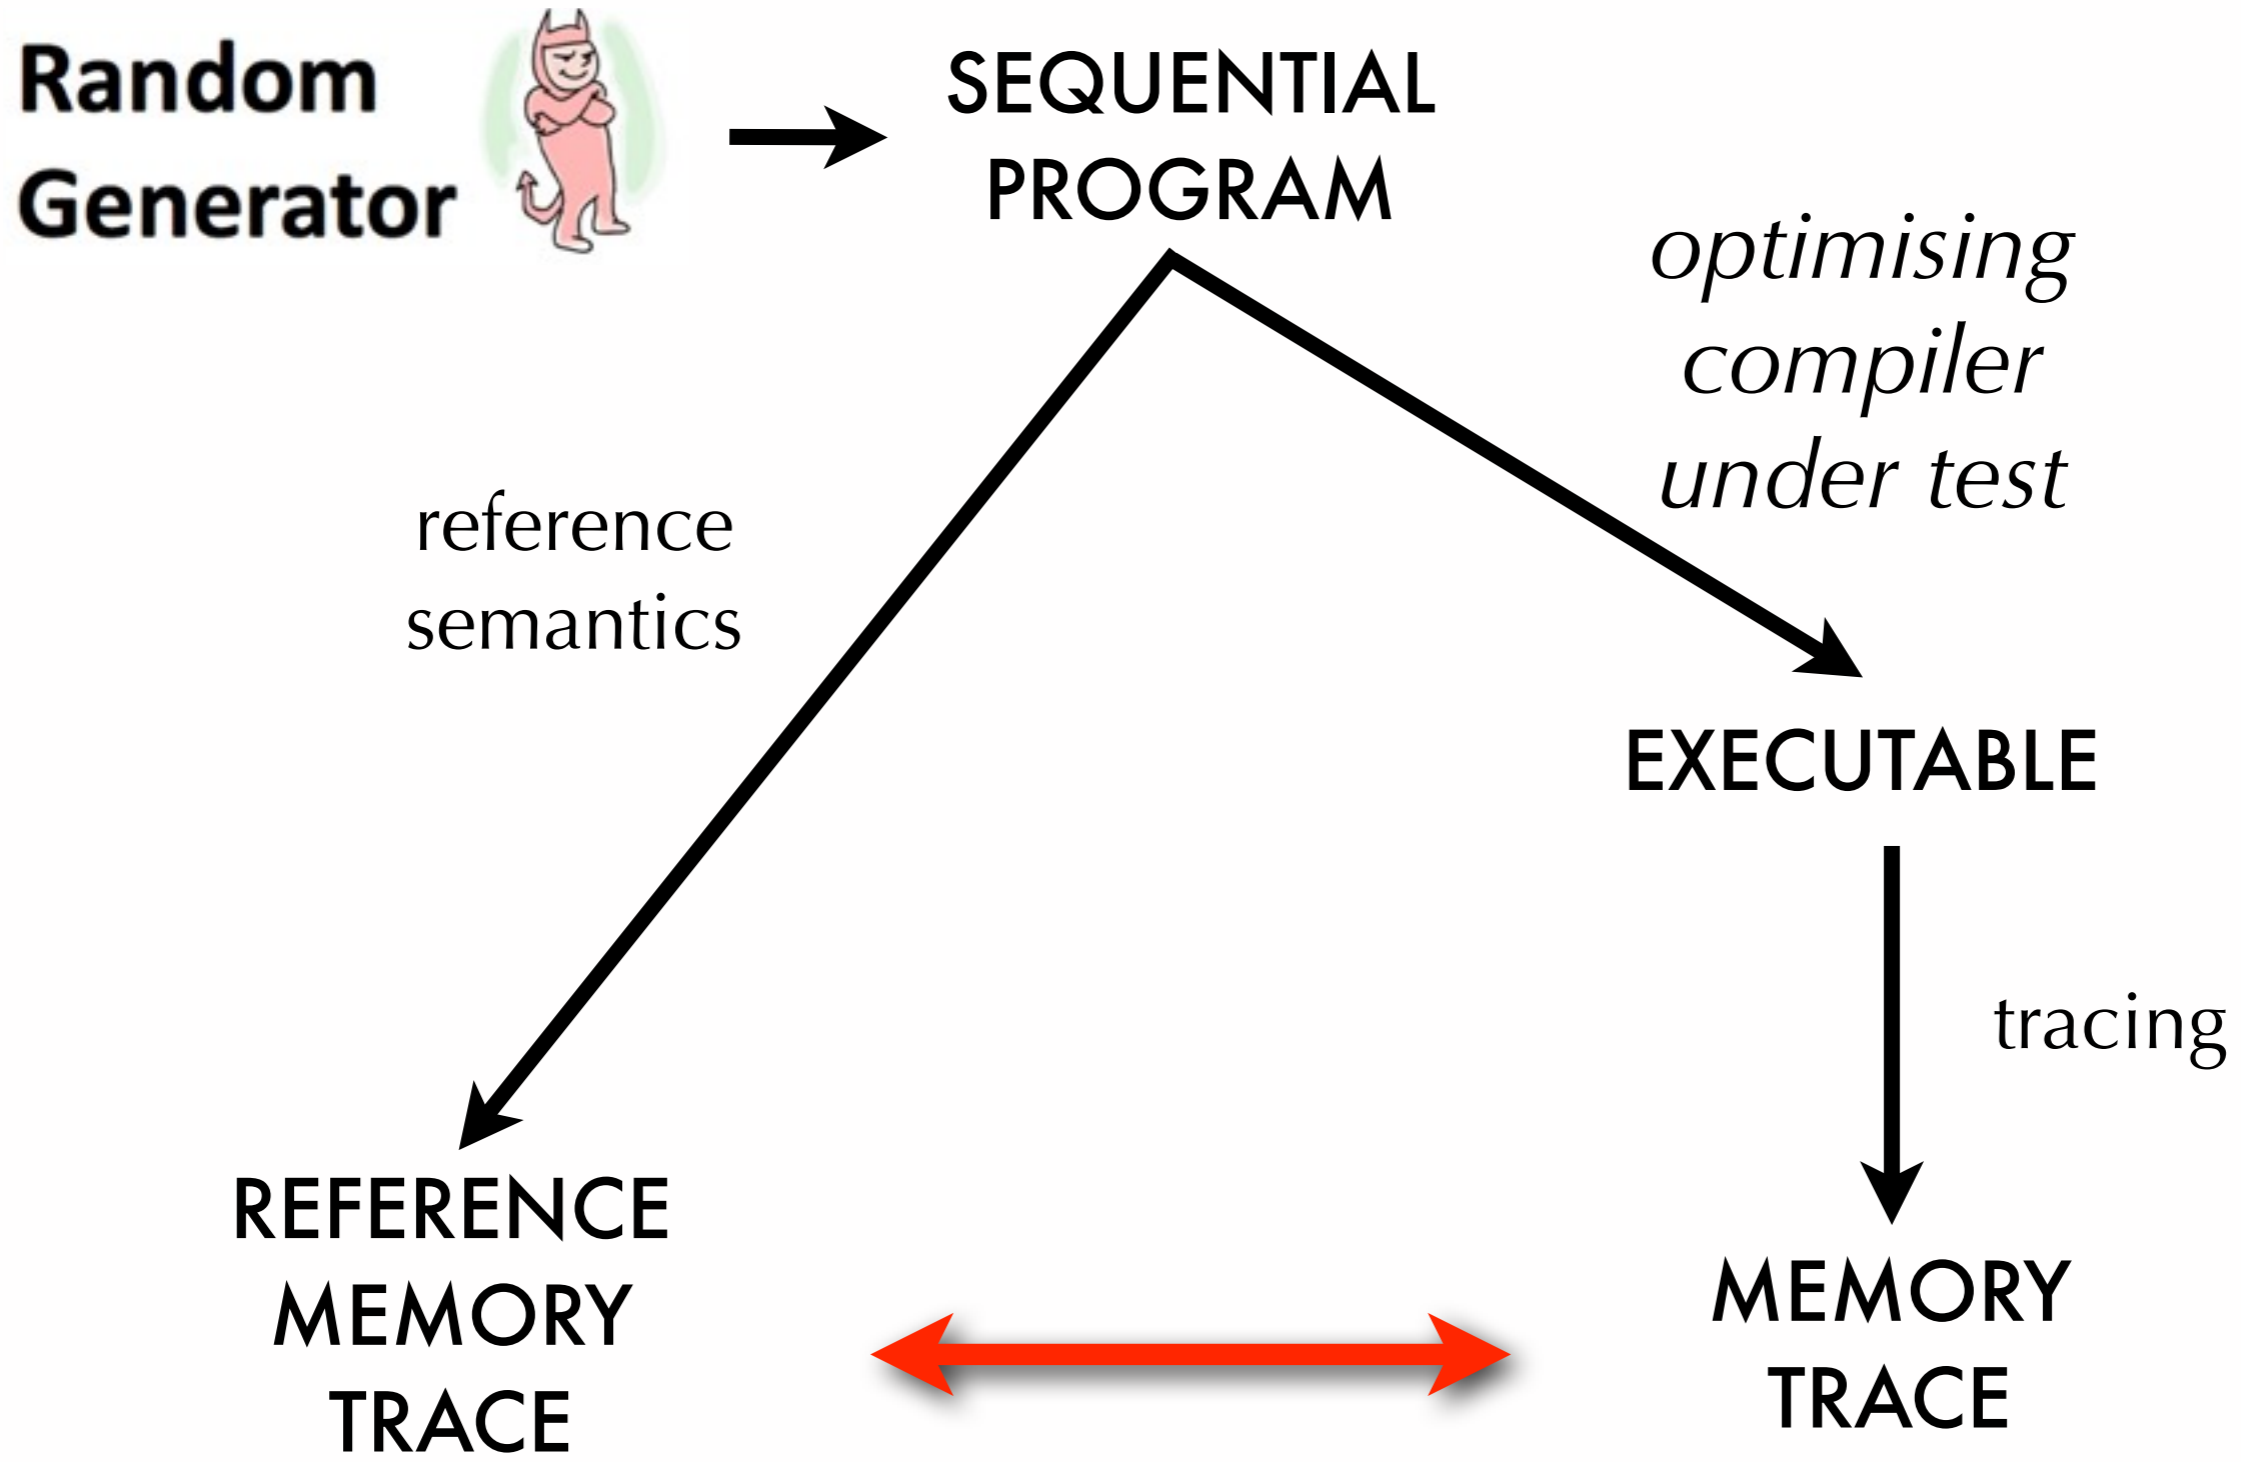 Random
Generator
SEQUENTIAL
PROGRAM
optimising
compiler
under test
reference
semantics
EXECUTABLE
tracing
REFERENCE
MEMORY
TRACE
MEMORY
TRACE